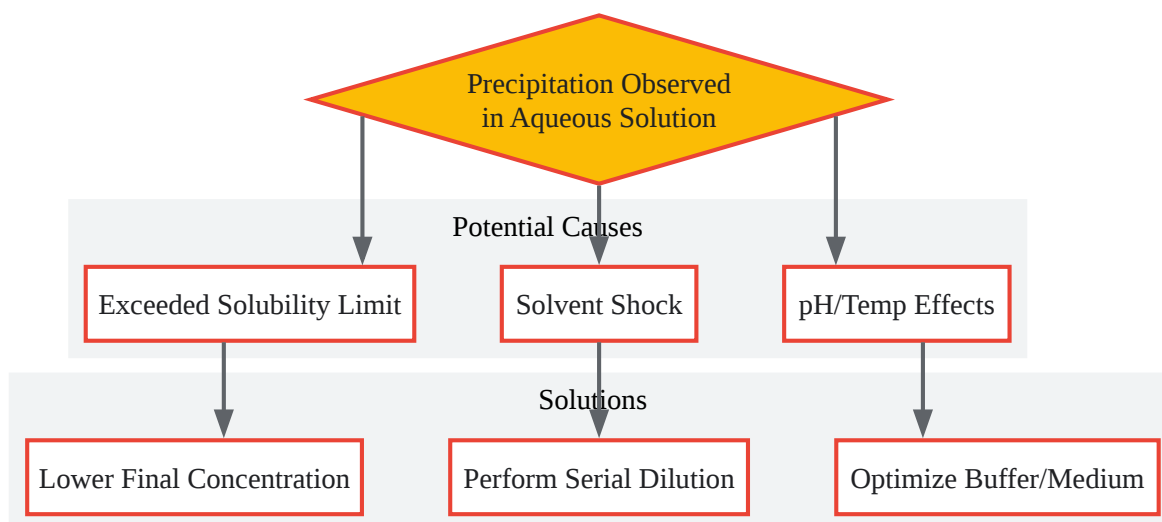 Precipitation Observed
in Aqueous Solution
Potential Causes
Exceeded Solubility Limit
Solvent Shock
pH/Temp Effects
Solutions
Lower Final Concentration
Perform Serial Dilution
Optimize Buffer/Medium